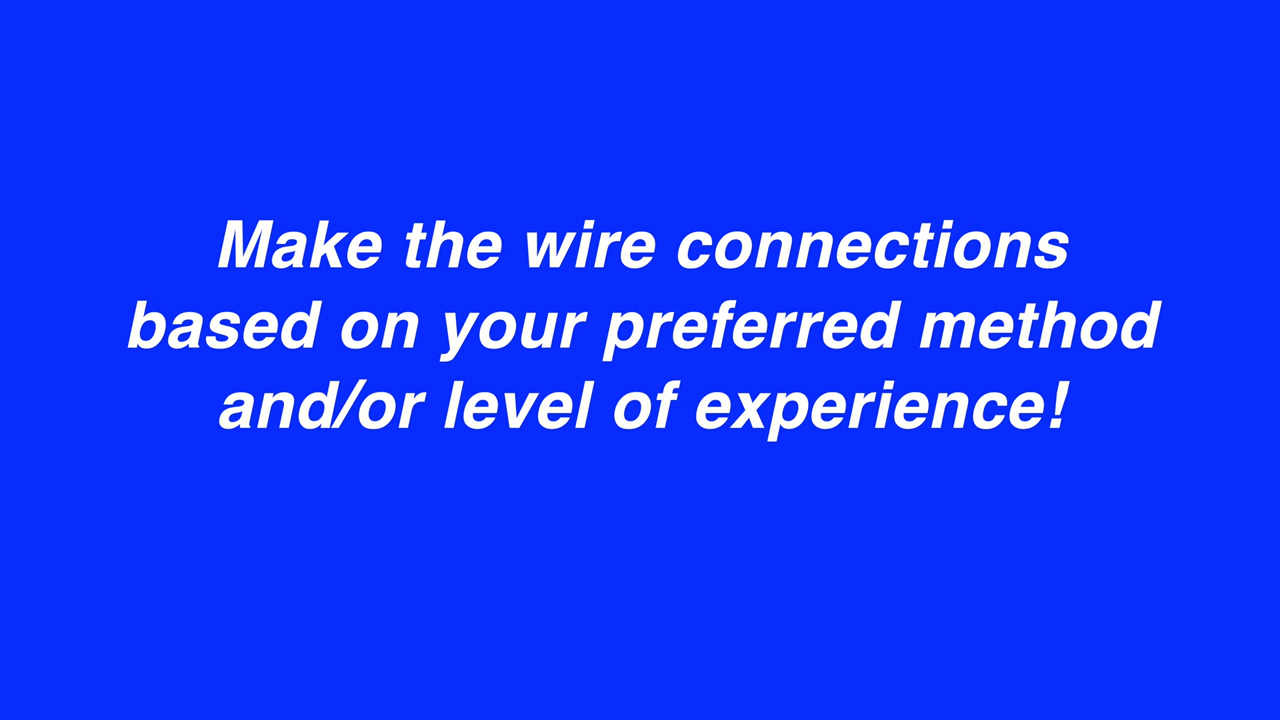 Make the wire connections
based on your preferred method
and/or level of experience!